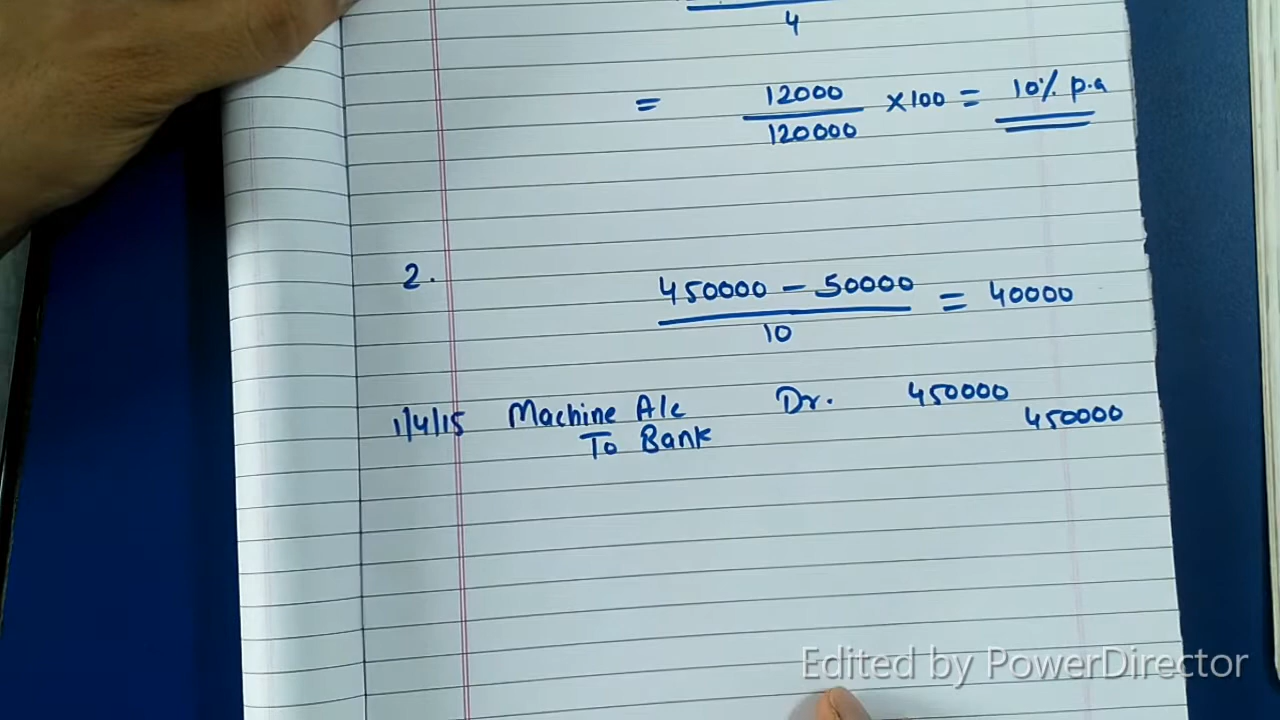 4
= 12000 / 120000 ×100 = 10% p.a
2. 450000 - 50000 / 10 = 40000
1/4/15 Machine A/c Dr. 450000
To Bank 450000
Edited by PowerDirector